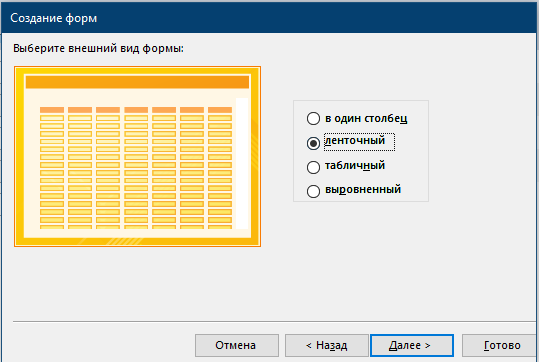 Создание форм
Выберите внешний вид формы:
в один столбец
ленточный
табличный
выровненный
Отмена
< Назад
Далее >
Готово